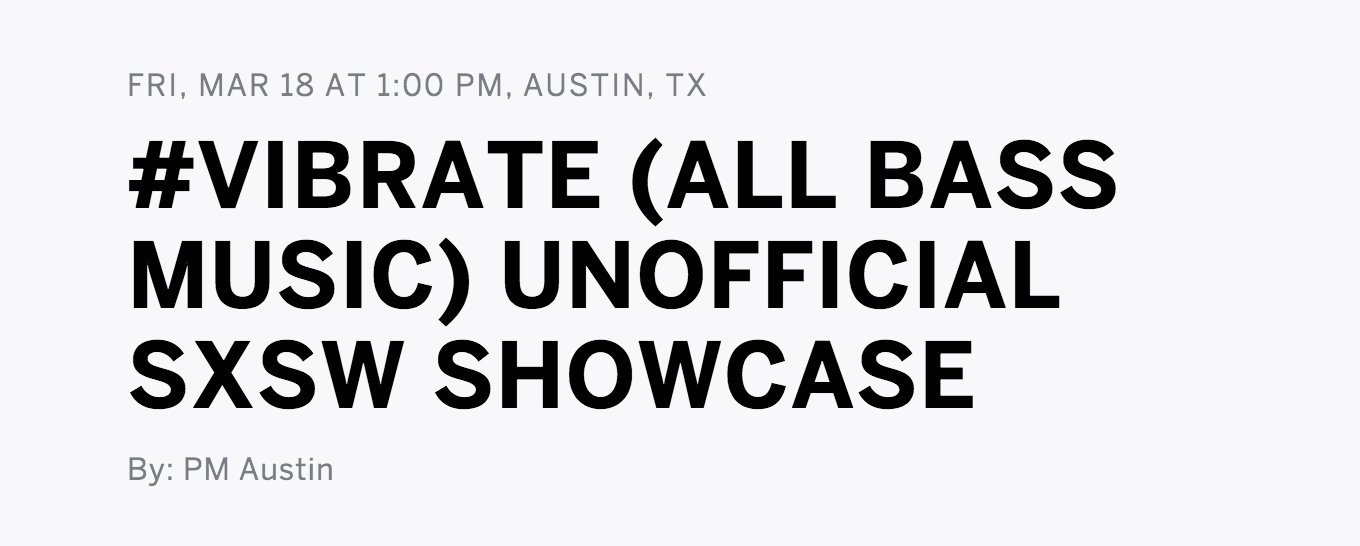 FRI, MAR 18 AT 1:00 PM, AUSTIN, TX
#VIBRATE (ALL BASS
MUSIC) UNOFFICIAL
SXSW SHOWCASE
By: PM Austin